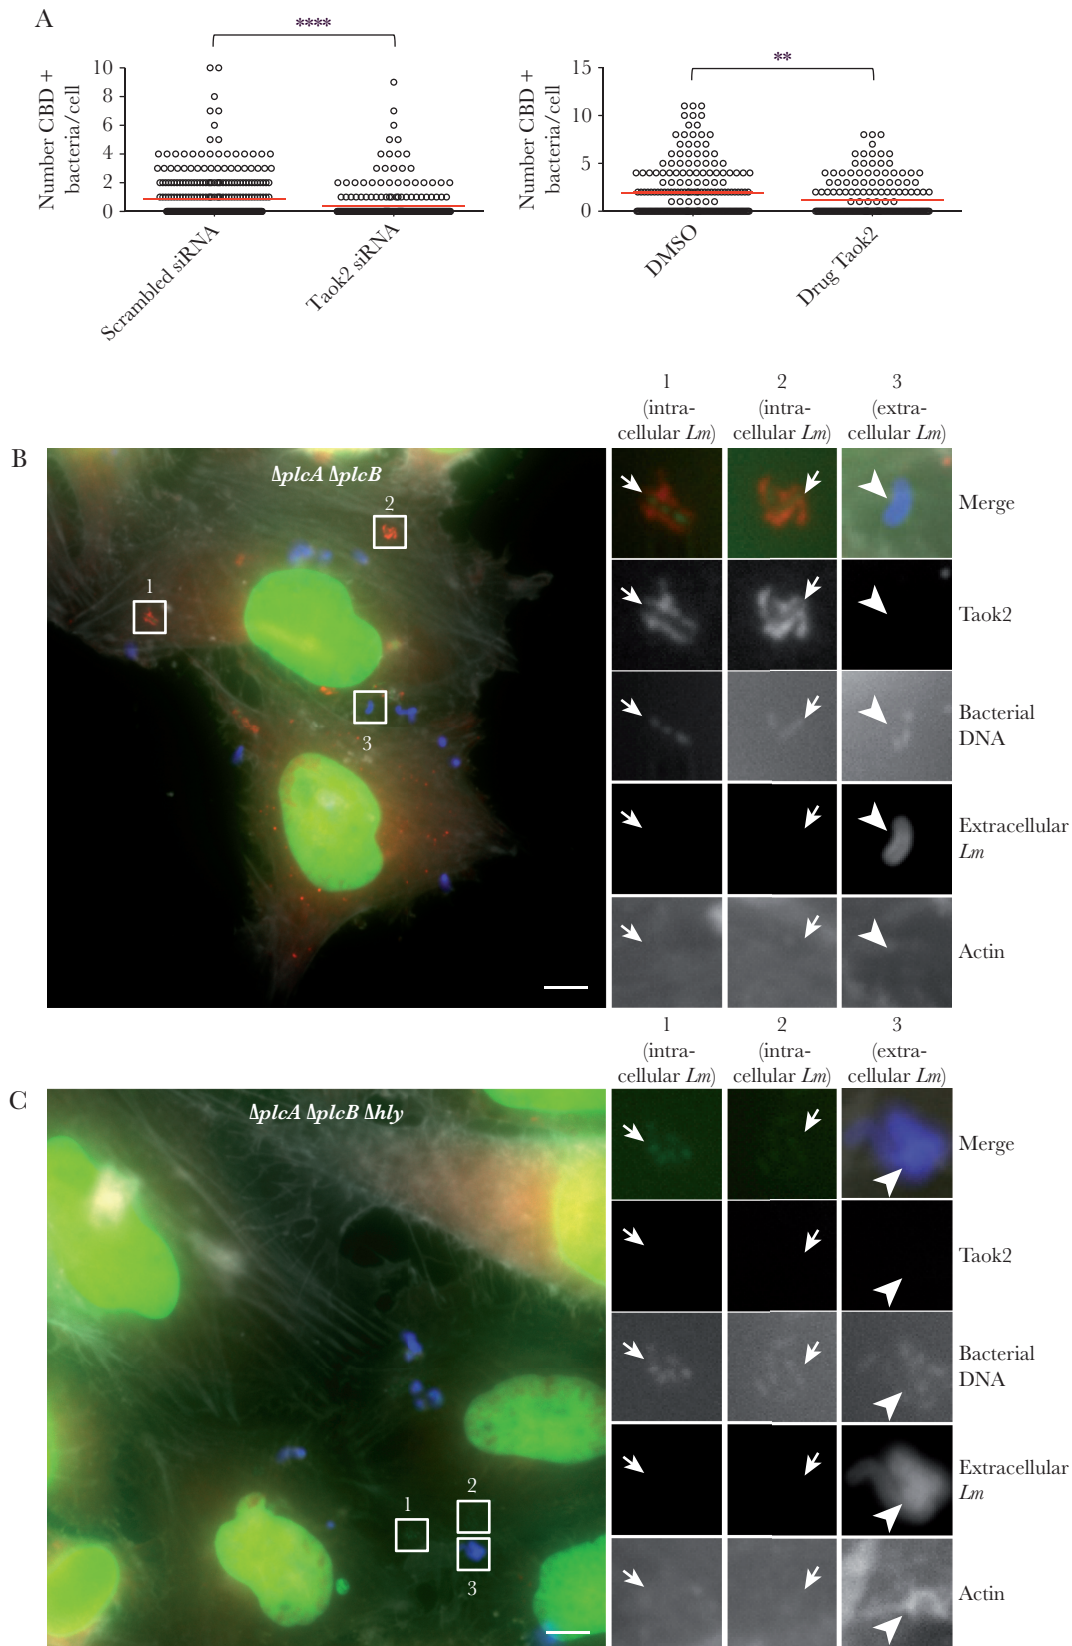 A
****
**
Number CBD +
bacteria/cell
10
8
6
4
2
0
Scrambled siRNA
Taok2 siRNA
Number CBD +
bacteria/cell
15
10
5
0
DMSO
Drug Taok2
1
(intra-
cellular Lm)
2
(intra-
cellular Lm)
3
(extra-
cellular Lm)
B
ΔplcA ΔplcB
1
2
3
Merge
Taok2
Bacterial
DNA
Extracellular
Lm
Actin
1
(intra-
cellular Lm)
2
(intra-
cellular Lm)
3
(extra-
cellular Lm)
C
ΔplcA ΔplcB Δhly
1
2
3
Merge
Taok2
Bacterial
DNA
Extracellular
Lm
Actin